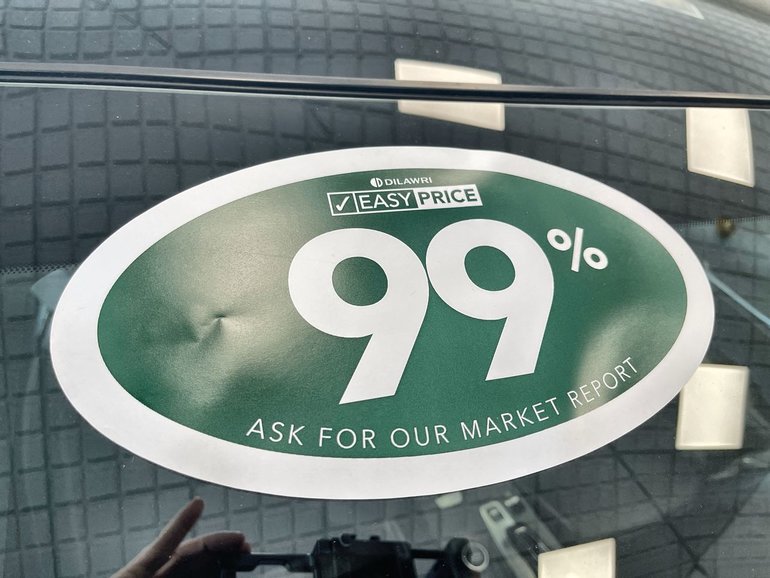 DILAWRI
✓ EASY PRICE
99%
ASK FOR OUR MARKET REPORT